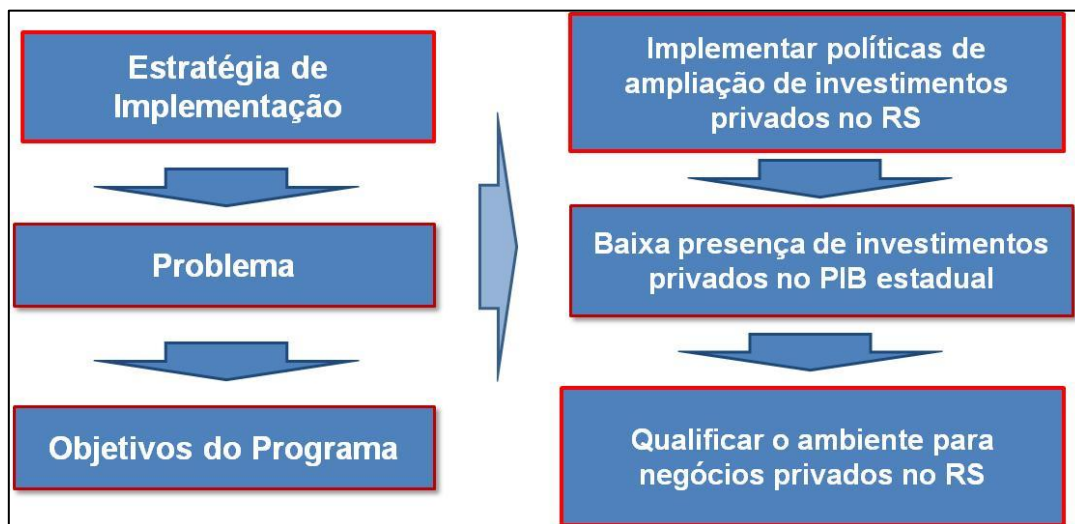 Estratégia de
Implementação
Problema
Objetivos do Programa
Implementar políticas de
ampliação de investimentos
privados no RS
Baixa presença de investimentos
privados no PIB estadual
Qualificar o ambiente para
negócios privados no RS